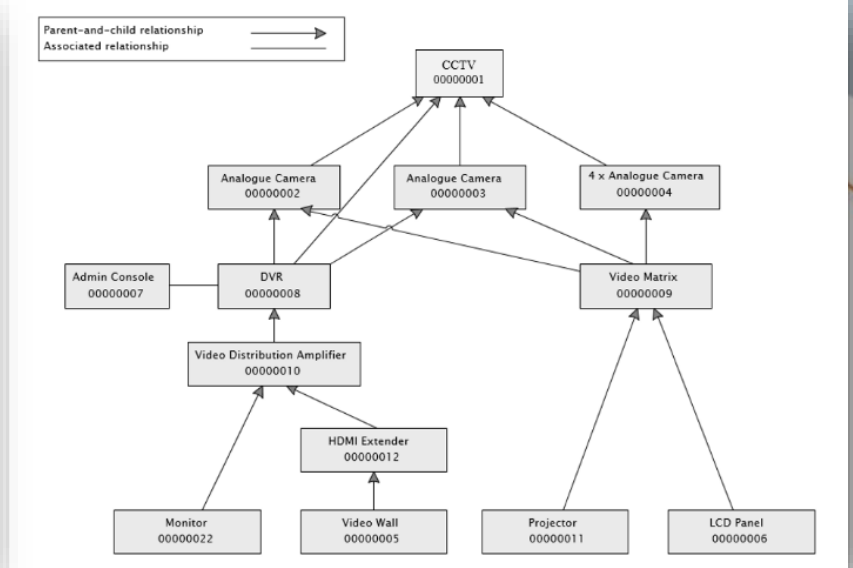 Parent-and-child relationship
Associated relationship
CCTV
00000001
Analogue Camera
00000002
Analogue Camera
00000003
4 x Analogue Camera
00000004
Admin Console
00000007
DVR
00000008
Video Matrix
00000009
Video Distribution Amplifier
00000010
HDMI Extender
00000012
Monitor
00000022
Video Wall
00000005
Projector
00000011
LCD Panel
00000006